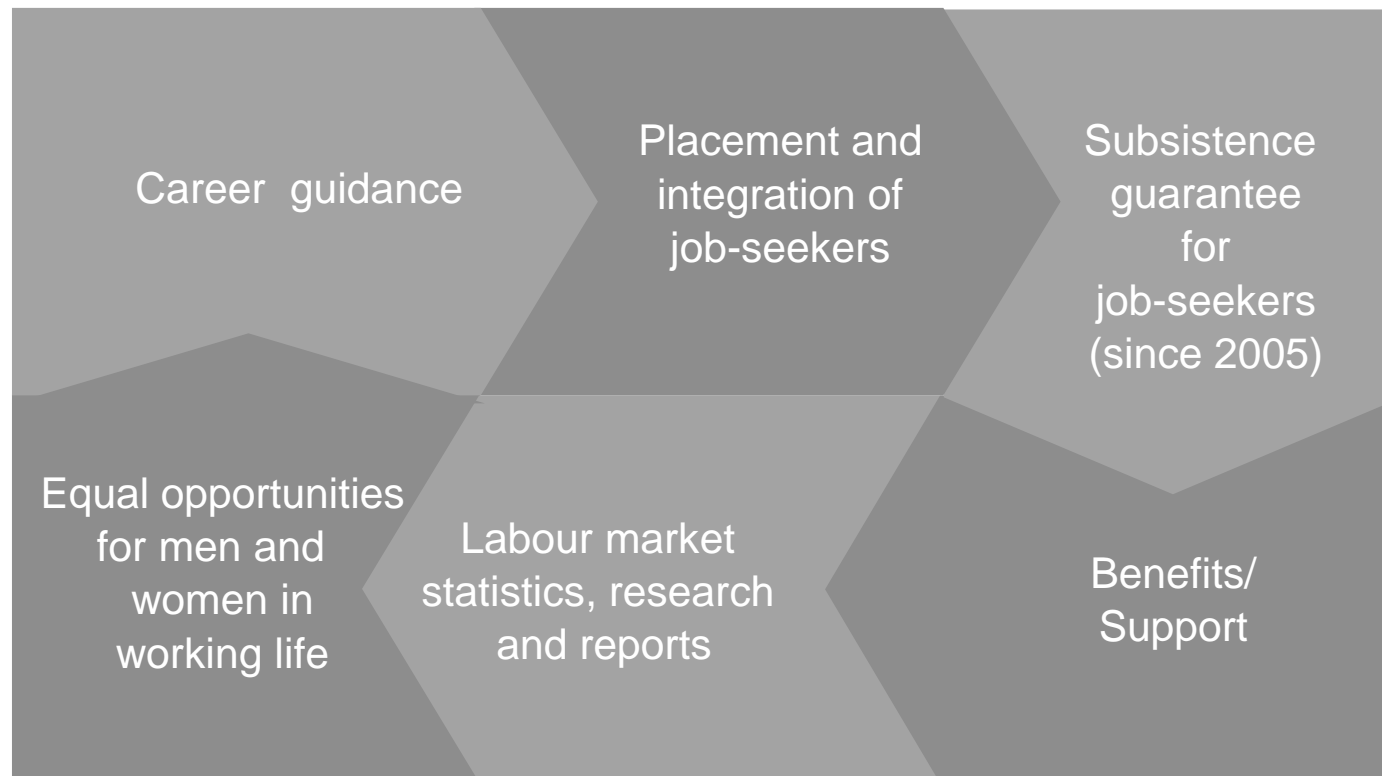 Career  guidance
Placement and
integration of
job-seekers
Subsistence
guarantee
for
job-seekers
(since 2005)
Equal opportunities
for men and
women in
working life
Labour market
statistics, research
and reports
Benefits/
Support